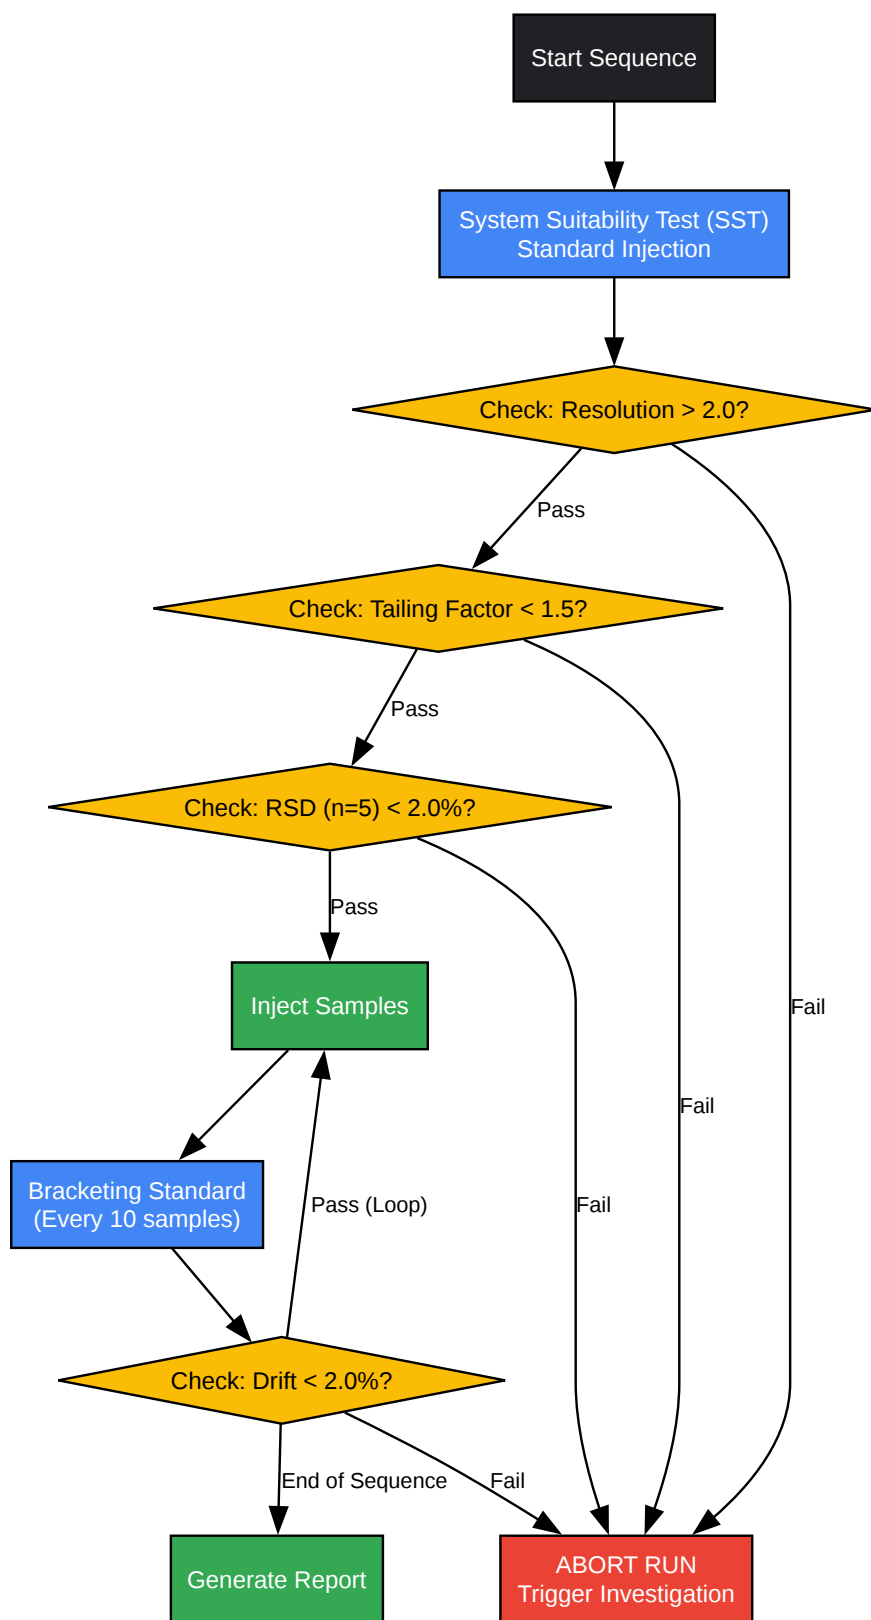 Start Sequence
System Suitability Test (SST)
Standard Injection
Check: Resolution > 2.0?
Pass
Check: Tailing Factor < 1.5?
Pass
Check: RSD (n=5) < 2.0%?
Pass
Inject Samples
Fail
Fail
Bracketing Standard
(Every 10 samples)
Pass (Loop)
Fail
Check: Drift < 2.0%?
End of Sequence
Fail
Generate Report
ABORT RUN
Trigger Investigation